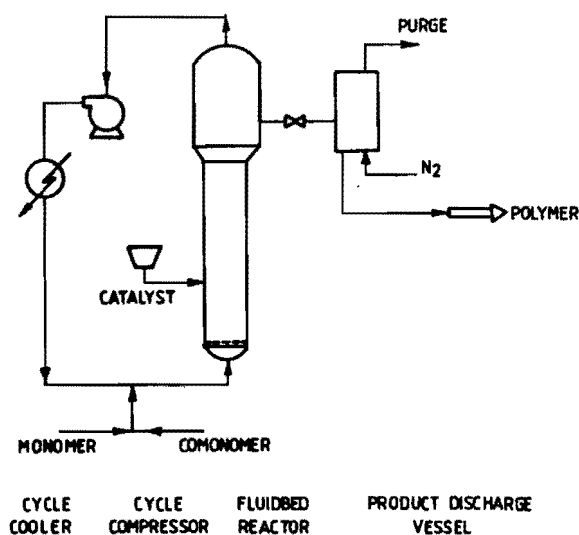 PURGE
N2
POLYMER
CATALYST
MONOMER
COMONOMER
CYCLE COOLER
CYCLE COMPRESSOR
FLUIDBED REACTOR
PRODUCT DISCHARGE VESSEL